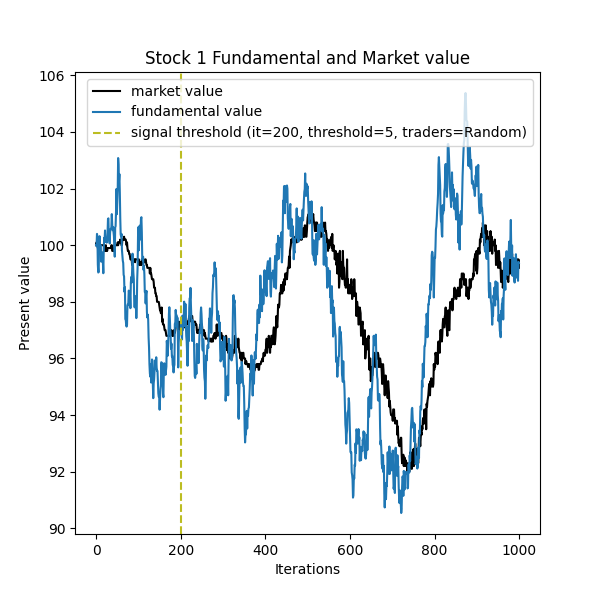 Stock 1 Fundamental and Market value
106
market value
fundamental value
104
signal threshold (it=200, threshold=5, traders=Random)
102
100
98
96
94
92
90
Present value
0 200 400 600 800 1000
Iterations